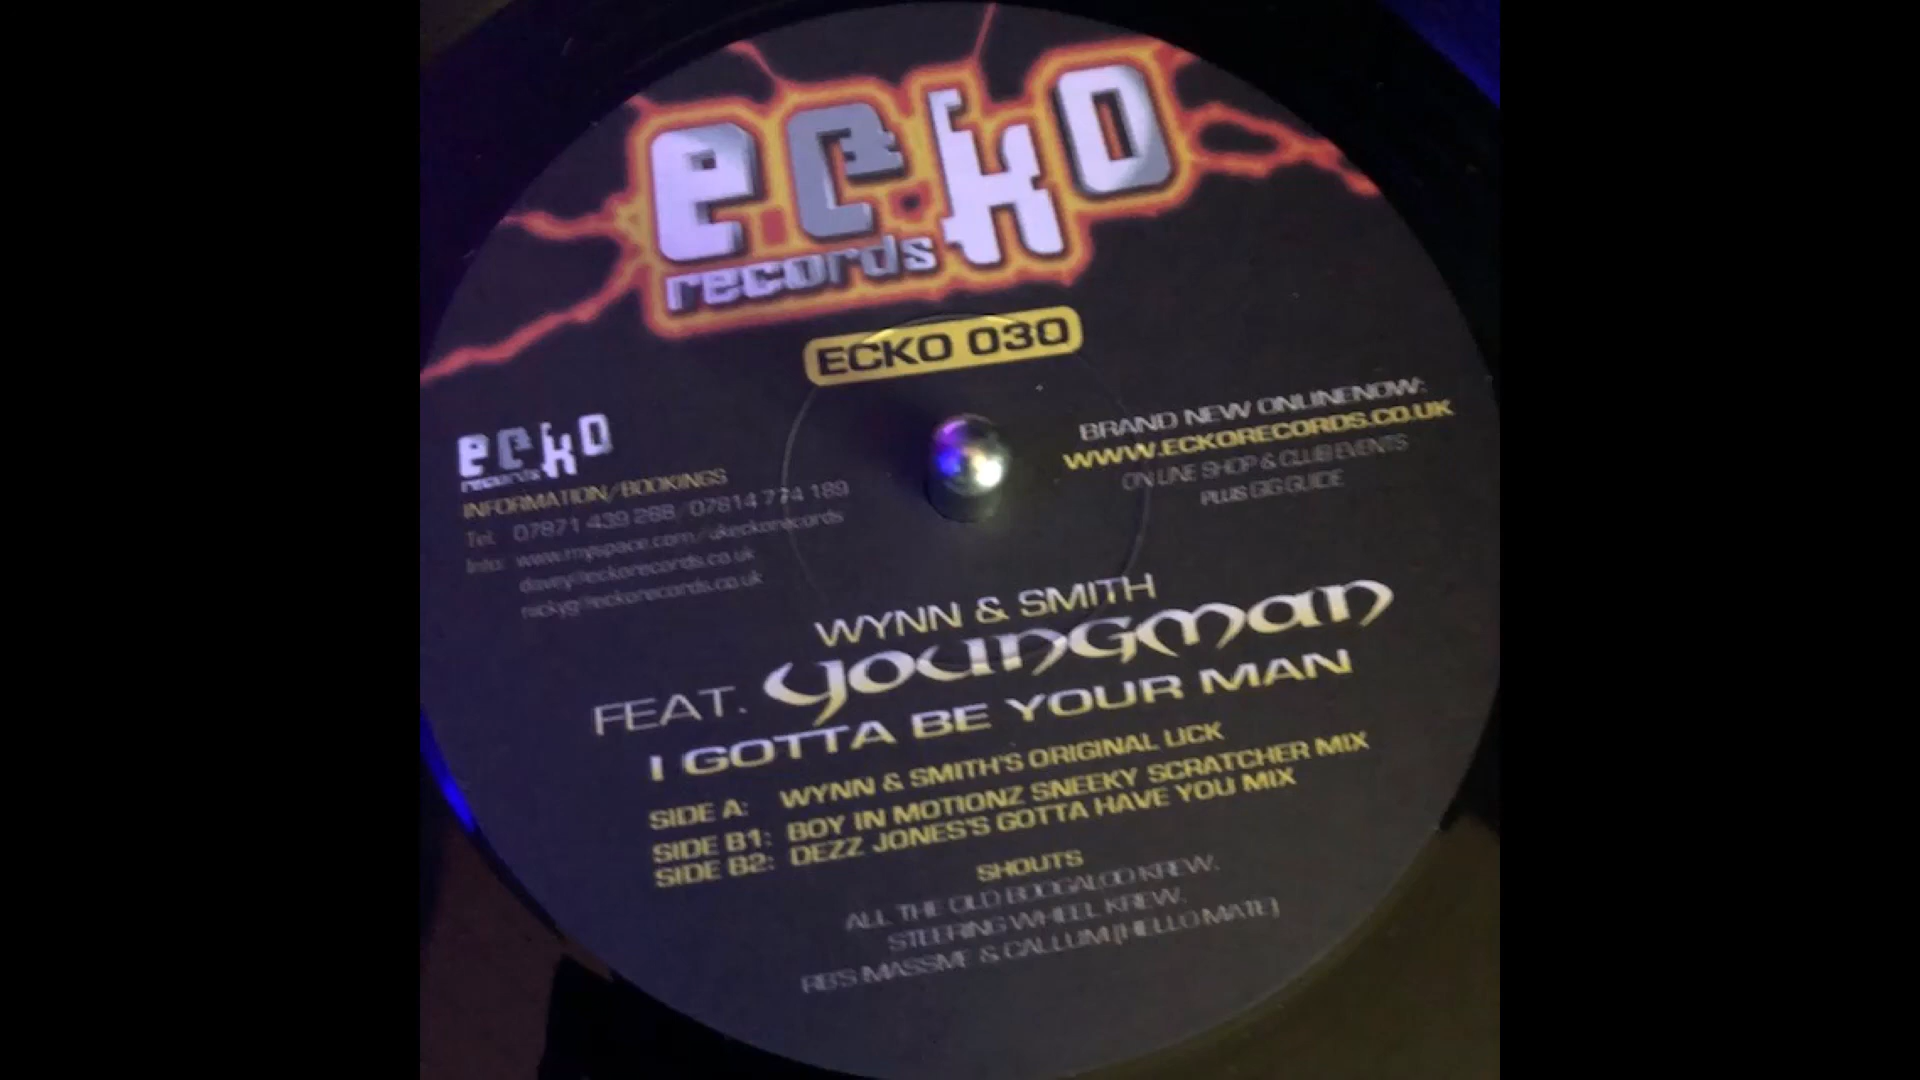 ecko
records
ECKO 030
ecko
records
INFORMATION/BOOKINGS
Tel: 07871 439 288/07814 774 189
Info: www.myspace.com/ukeckorecords
davey@eckorecords.co.uk
nickyg@eckorecords.co.uk
BRAND NEW ONLINENOW:
WWW.ECKORECORDS.CO.UK
ON LINE SHOP & CLUB EVENTS
PLUS GIG GUIDE
WYNN & SMITH
FEAT. YOUNGMAN
I GOTTA BE YOUR MAN
SIDE A: WYNN & SMITH'S ORIGINAL LICK
SIDE B1: BOY IN MOTIONZ SNEEKY SCRATCHER MIX
SIDE B2: DEZZ JONES'S GOTTA HAVE YOU MIX
SHOUTS
ALL THE OLD BOOGALOO KREW,
STEERING WHEEL KREW,
& CALLUM (HELLO MATE)